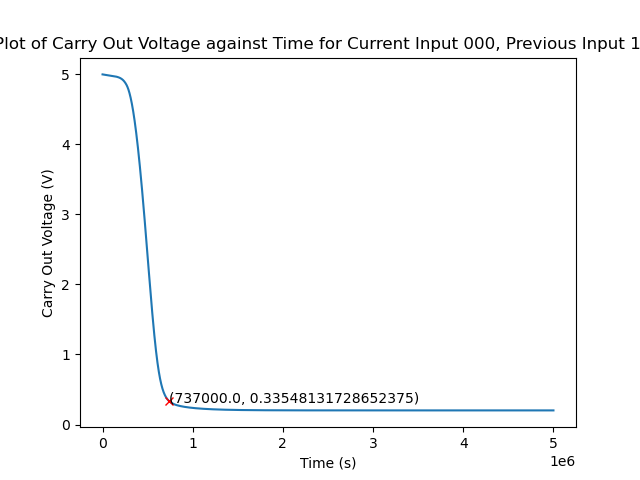 Plot of Carry Out Voltage against Time for Current Input 000, Previous Input 1
5
4
3
2
1
0
Carry Out Voltage (V)
(737000.0, 0.33548131728652375)
0 1 2 3 4 5
1e6
Time (s)